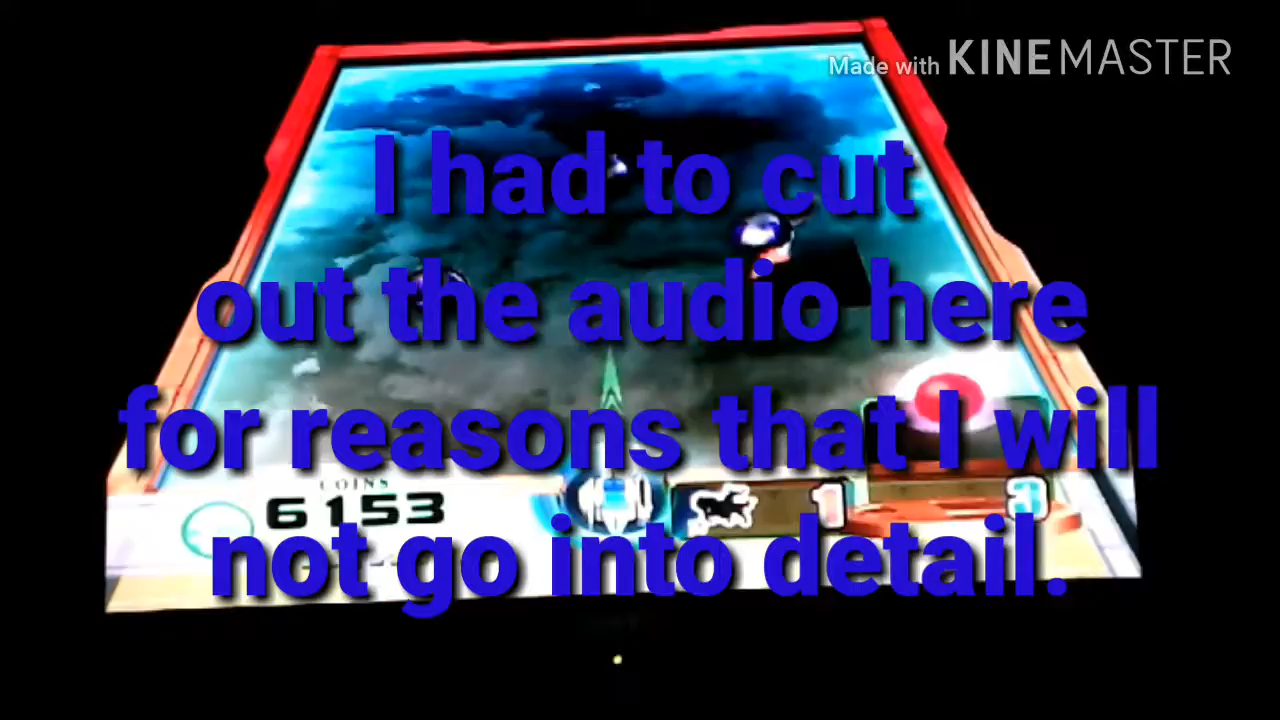 Made with KINEMASTER
I had to cut
out the audio here
for reasons that I will
not go into detail.
COINS
6153
1
3